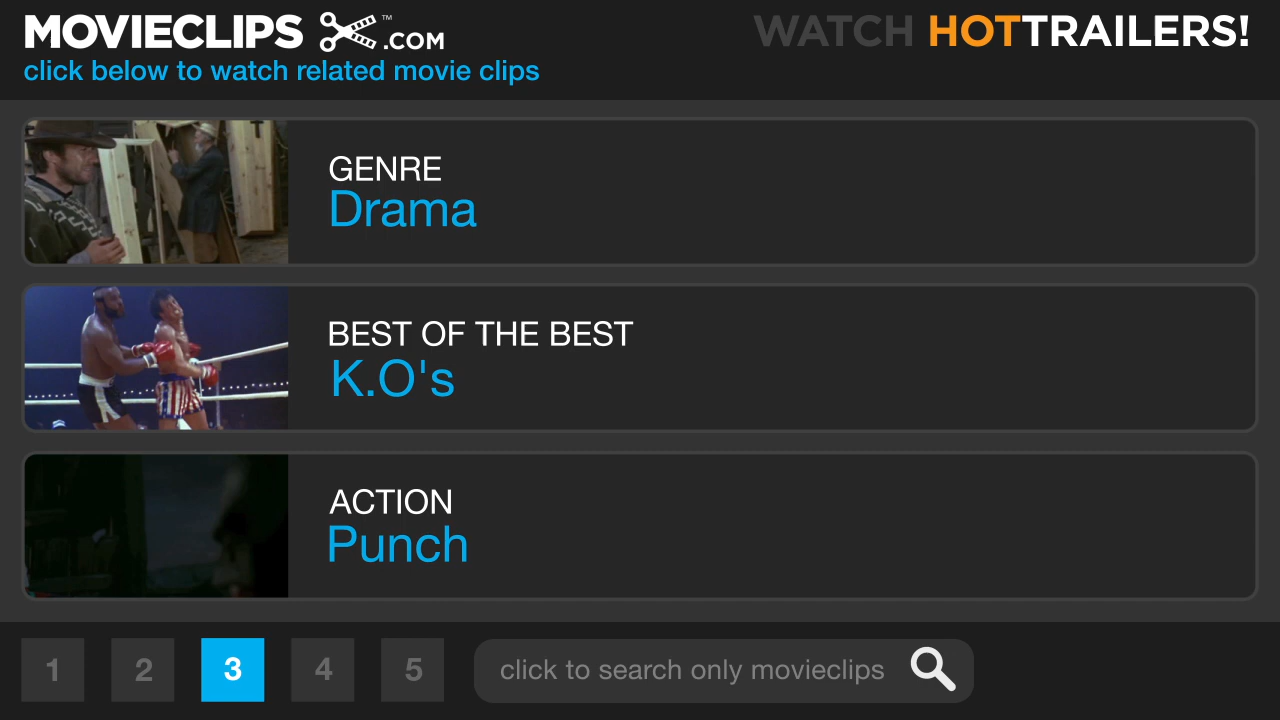 MOVIECLIPS ™ .COM
WATCH HOTTRAILERS!
click below to watch related movie clips
GENRE
Drama
BEST OF THE BEST
K.O's
ACTION
Punch
1 2 3 4 5 click to search only movieclips